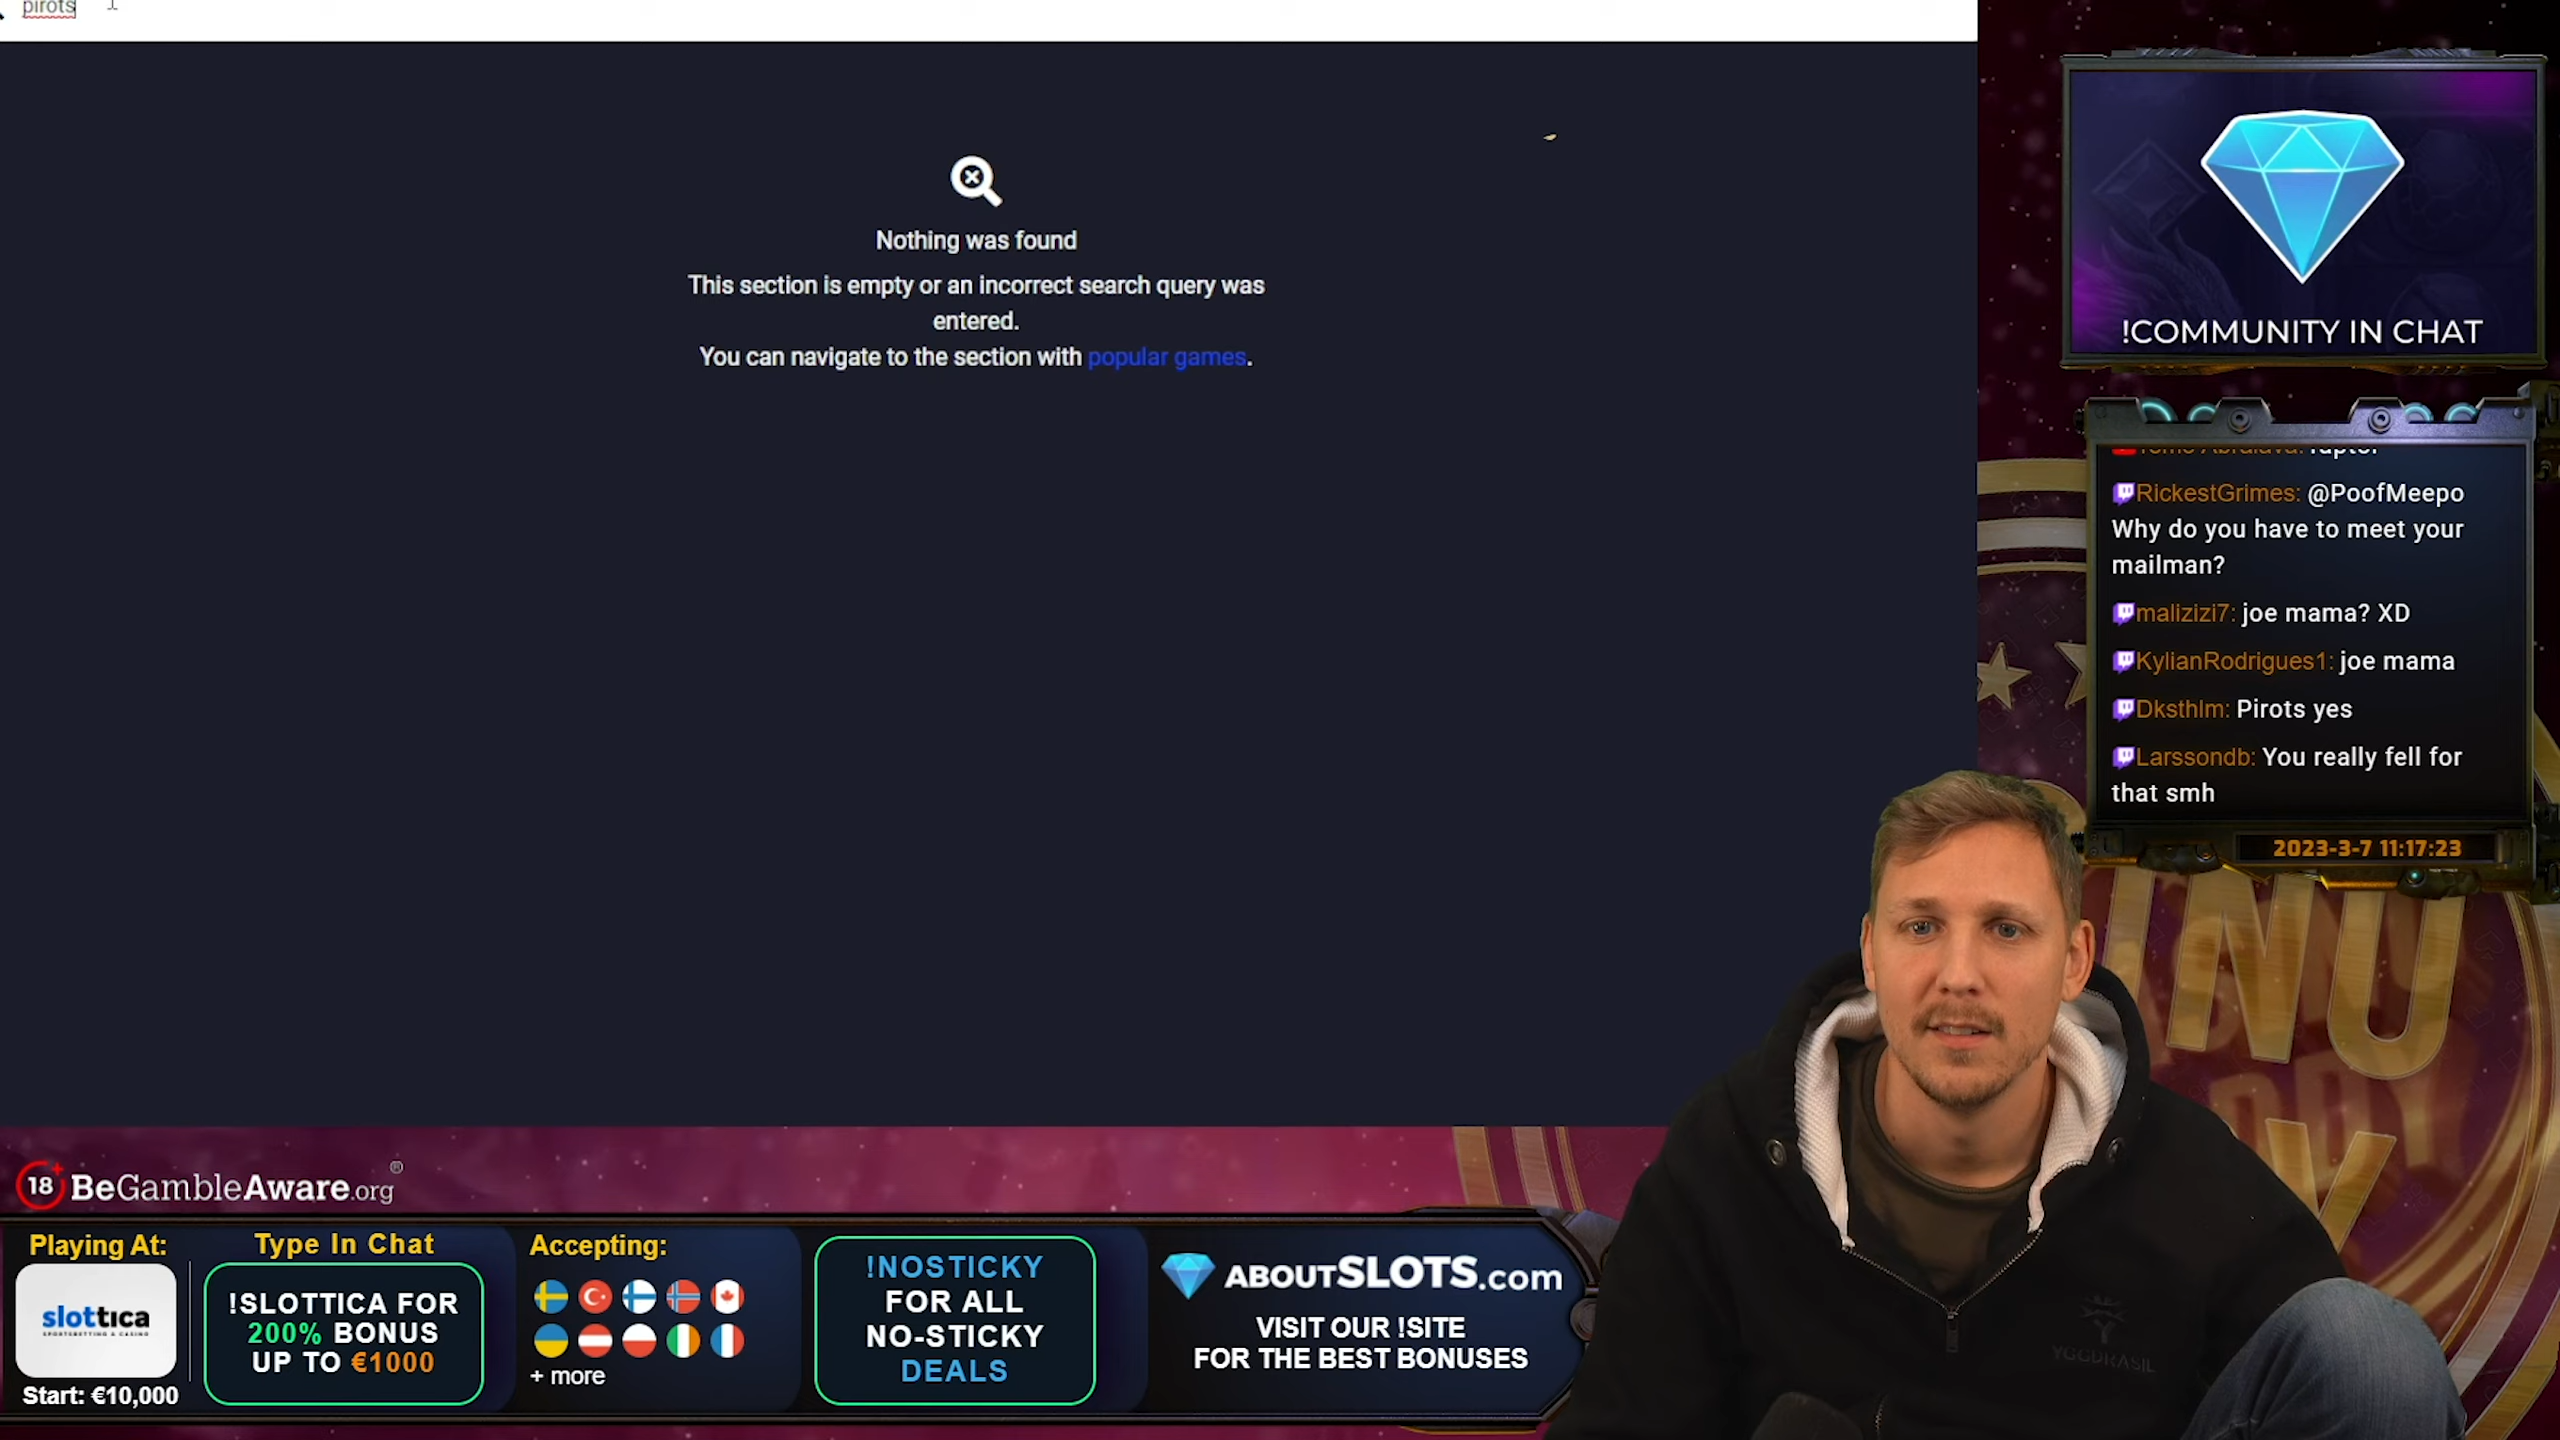 pirots
Nothing was found
This section is empty or an incorrect search query was
entered.
You can navigate to the section with popular games.
!COMMUNITY IN CHAT
RickestGrimes: @PoofMeepo
Why do you have to meet your
mailman?
malizizi7: joe mama? XD
KylianRodrigues1: joe mama
Dksthlm: Pirots yes
Larssondb: You really fell for
that smh
2023-3-7 11:17:23
18+ BeGambleAware.org®
Playing At:
slottica
SPORTSBETTING & CASINO
Start: €10,000
Type In Chat
!SLOTTICA FOR
200% BONUS
UP TO €1000
Accepting:
+ more
!NOSTICKY
FOR ALL
NO-STICKY
DEALS
ABOUTSLOTS.com
VISIT OUR !SITE
FOR THE BEST BONUSES
YGGDRASIL